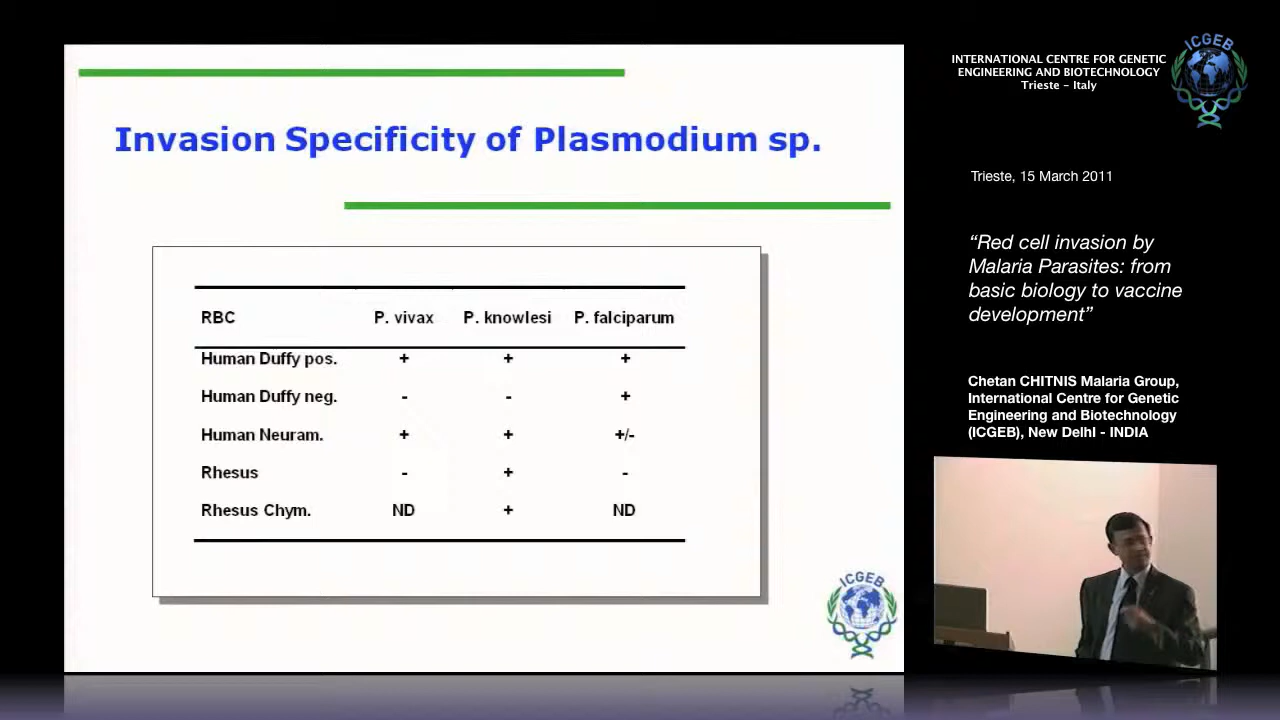 Invasion Specificity of Plasmodium sp.
RBC P. vivax P. knowlesi P. falciparum
Human Duffy pos. + + +
Human Duffy neg. - - +
Human Neuram. + + +/-
Rhesus - + -
Rhesus Chym. ND + ND
ICGEB
INTERNATIONAL CENTRE FOR GENETIC
ENGINEERING AND BIOTECHNOLOGY
Trieste - Italy
ICGEB
Trieste, 15 March 2011
“Red cell invasion by
Malaria Parasites: from
basic biology to vaccine
development”
Chetan CHITNIS Malaria Group,
International Centre for Genetic
Engineering and Biotechnology
(ICGEB), New DelhI - INDIA